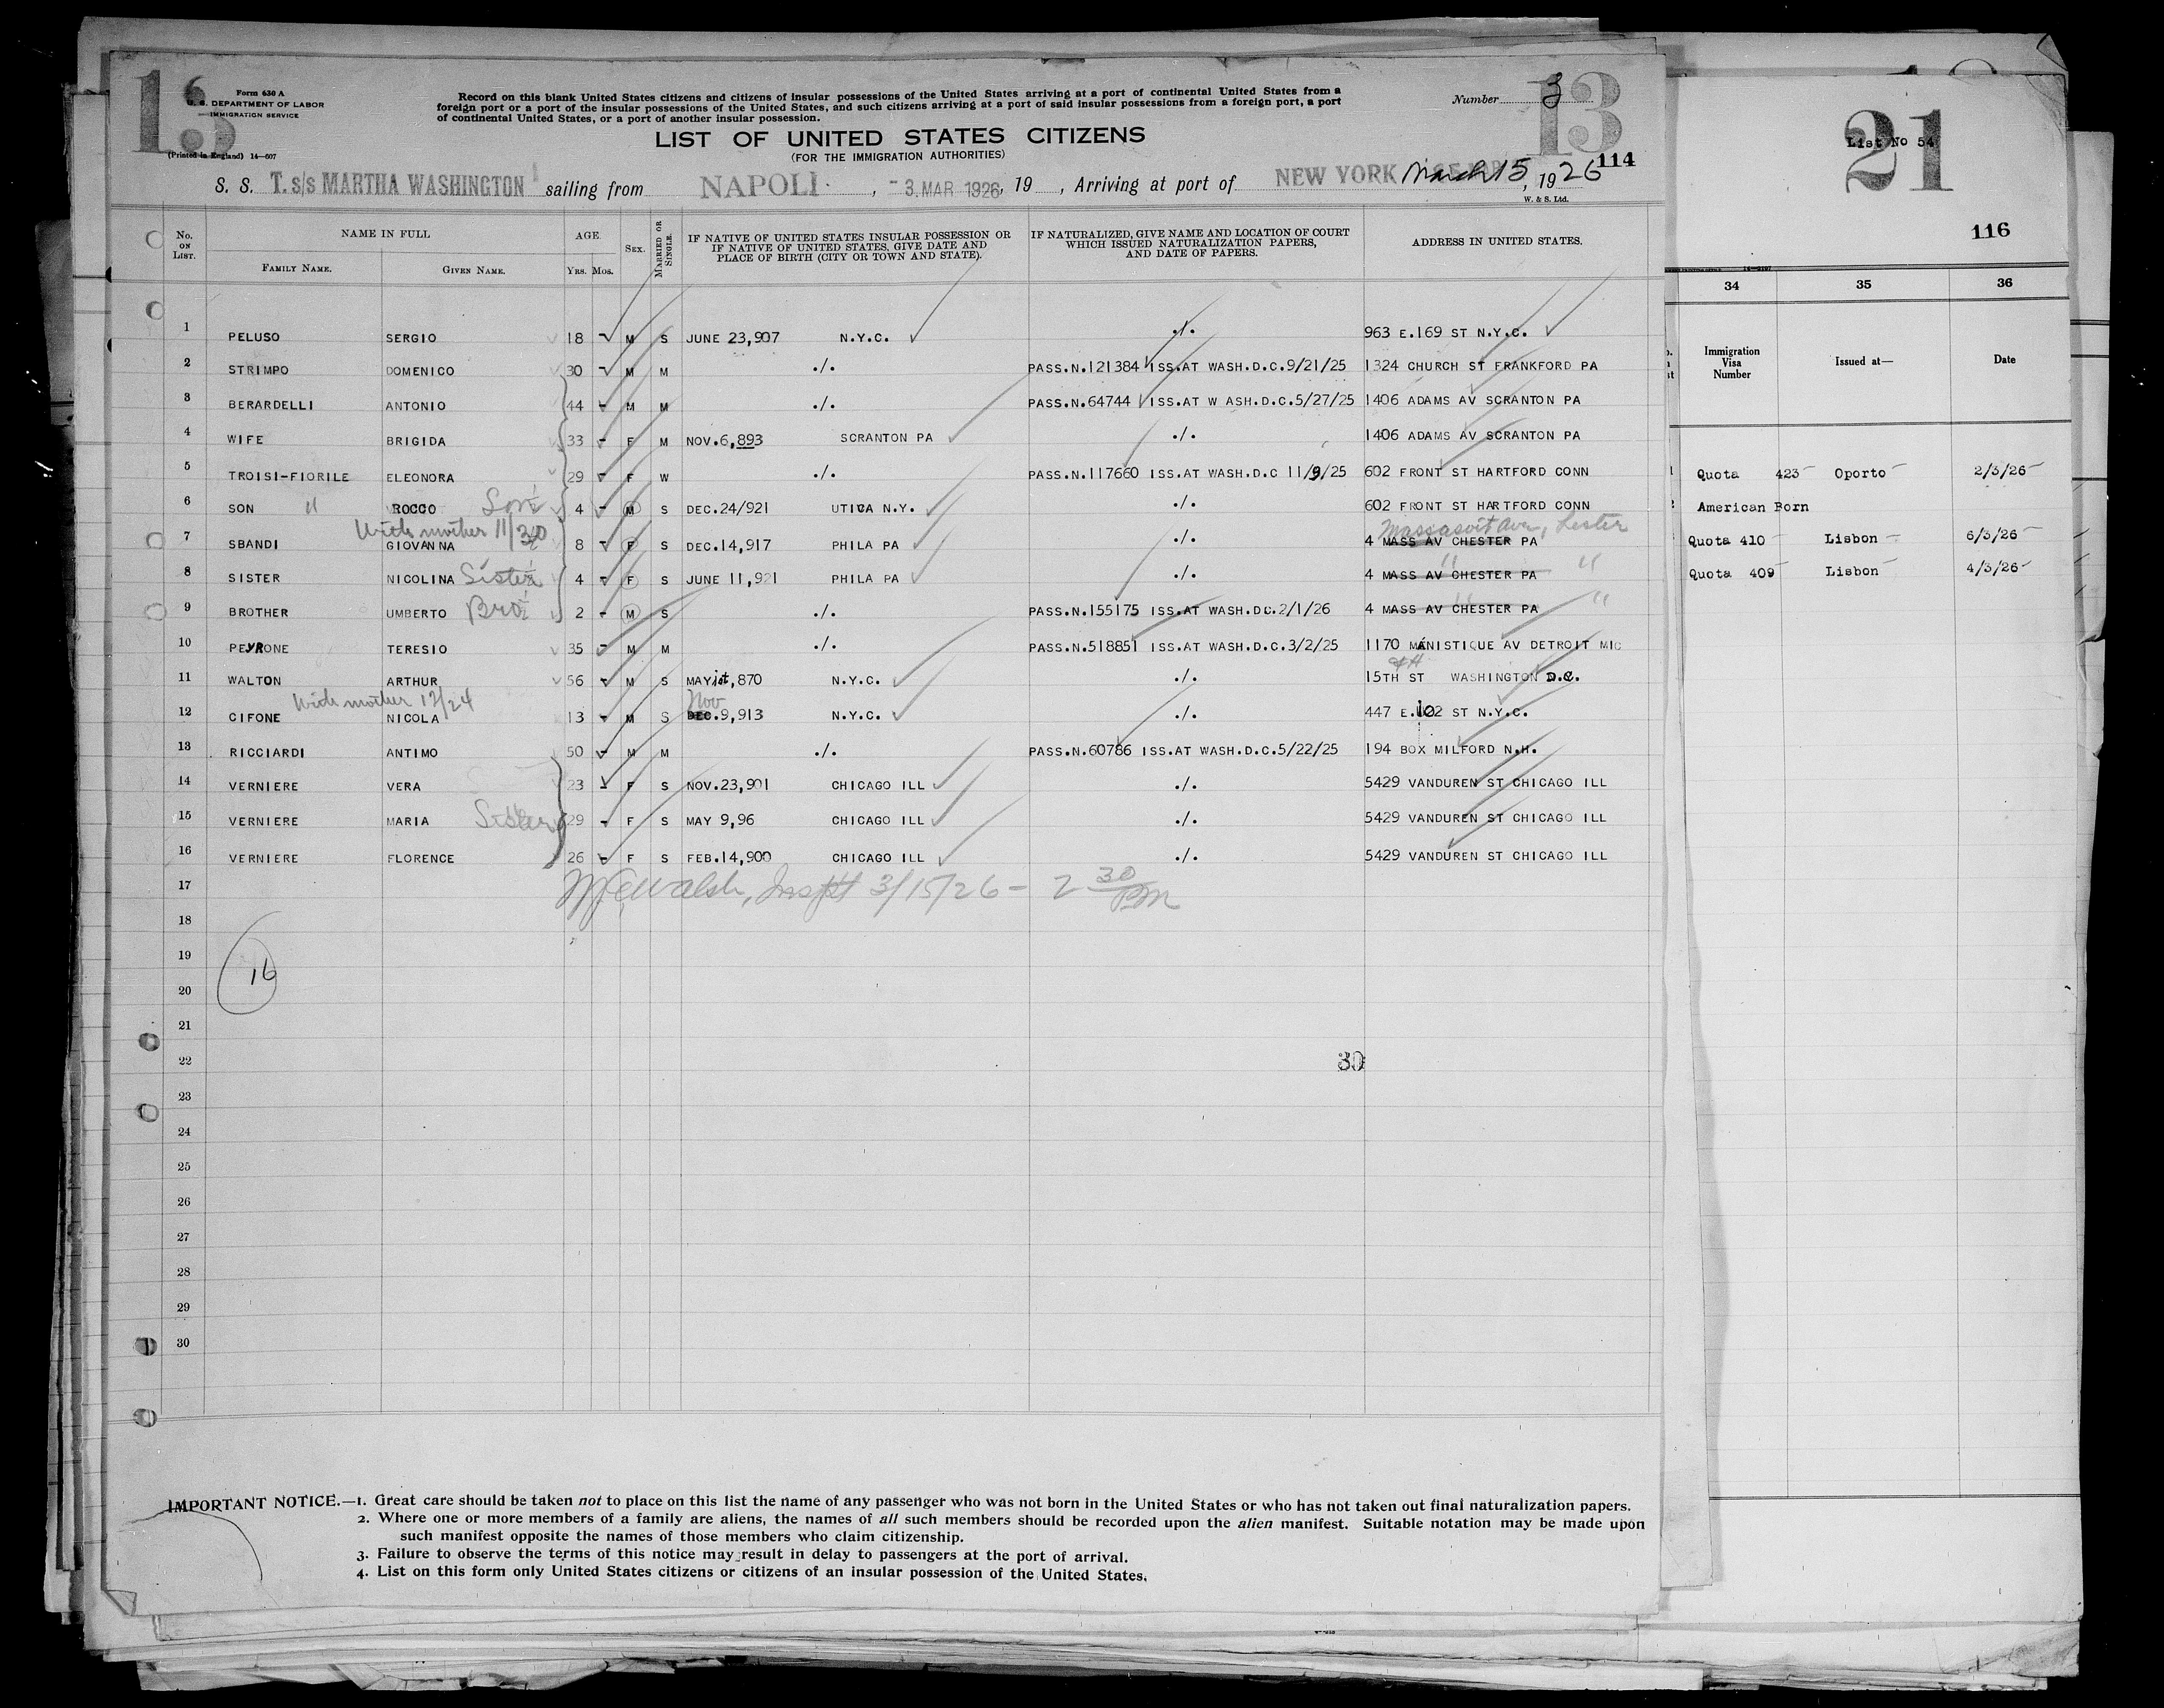 13
Form 630 A
U. S. DEPARTMENT OF LABOR
IMMIGRATION SERVICE
(Printed in England) 14—607
Record on this blank United States citizens and citizens of insular possessions of the United States arriving at a port of continental United States from a
foreign port or a port of the insular possessions of the United States, and such citizens arriving at a port of said insular possessions from a foreign port, a port
of continental United States, or a port of another insular possession.
LIST OF UNITED STATES CITIZENS
(FOR THE IMMIGRATION AUTHORITIES)
Number 3
13
114
S. S. T. s/s MARTHA WASHINGTON sailing from NAPOLI , -3. MAR 1926, 19 , Arriving at port of NEW YORK March 15, 1926
W. & S. Ltd.
No. ON LIST.
NAME IN FULL
FAMILY NAME. GIVEN NAME.
AGE
YRS. MOS.
SEX.
MARRIED OR SINGLE.
IF NATIVE OF UNITED STATES INSULAR POSSESSION OR
IF NATIVE OF UNITED STATES, GIVE DATE AND
PLACE OF BIRTH (CITY OR TOWN AND STATE).
IF NATURALIZED, GIVE NAME AND LOCATION OF COURT
WHICH ISSUED NATURALIZATION PAPERS,
AND DATE OF PAPERS.
ADDRESS IN UNITED STATES.
1 PELUSO SERGIO 18 - M S JUNE 23,907 N.Y.C. ./. 963 E.169 ST N.Y.C.
2 STRIMPO DOMENICO 30 - M M ./. PASS.N.121384 ISS.AT WASH.D.C.9/21/25 1324 CHURCH ST FRANKFORD PA
3 BERARDELLI ANTONIO 44 - M M ./. PASS.N.64744 ISS.AT W ASH.D.C.5/27/25 1406 ADAMS AV SCRANTON PA
4 WIFE BRIGIDA 33 - F M NOV.6,893 SCRANTON PA ./. 1406 ADAMS AV SCRANTON PA
5 TROISI-FIORILE ELEONORA 29 - F W ./. PASS.N.117660 ISS.AT WASH.D.C 11/9/25 602 FRONT ST HARTFORD CONN
6 SON " ROCCO Son 4 - M S DEC.24/921 UTICA N.Y. ./. 602 FRONT ST HARTFORD CONN
With mother 11/30
Massasoit Ave, Lester
7 SBANDI GIOVANNA 8 - F S DEC.14,917 PHILA PA ./. 4 MASS AV CHESTER PA
8 SISTER NICOLINA Sister 4 - F S JUNE 11,921 PHILA PA ./. 4 MASS AV CHESTER PA " "
9 BROTHER UMBERTO Bro 2 - M S ./. PASS.N.155175 ISS.AT WASH.DC.2/1/26 4 MASS AV CHESTER PA " "
10 PEYRONE TERESIO 35 - M M ./. PASS.N.518851 ISS.AT WASH.D.C.3/2/25 1170 MANISTIQUE AV DETROIT MIC
11 WALTON ARTHUR 56 - M S MAY 1st,870 N.Y.C. ./. 15TH ST WASHINGTON D.C.
With mother 12/24
Nov
12 CIFONE NICOLA 13 - M S DEC.9,913 N.Y.C. ./. 447 E.102 ST N.Y.C.
13 RICCIARDI ANTIMO 50 - M M ./. PASS.N.60786 ISS.AT WASH.D.C.5/22/25 194 BOX MILFORD N.H.
14 VERNIERE VERA 23 - F S NOV.23,901 CHICAGO ILL ./. 5429 VANDUREN ST CHICAGO ILL
15 VERNIERE MARIA Sister 29 - F S MAY 9,96 CHICAGO ILL ./. 5429 VANDUREN ST CHICAGO ILL
16 VERNIERE FLORENCE 26 - F S FEB.14,900 CHICAGO ILL ./. 5429 VANDUREN ST CHICAGO ILL
17 Walsh, Inspt 3/15/26 - 2 30 PM
18
19
16
20
21
22 30
23
24
25
26
27
28
29
30
IMPORTANT NOTICE.—1. Great care should be taken not to place on this list the name of any passenger who was not born in the United States or who has not taken out final naturalization papers.
2. Where one or more members of a family are aliens, the names of all such members should be recorded upon the alien manifest. Suitable notation may be made upon
such manifest opposite the names of those members who claim citizenship.
3. Failure to observe the terms of this notice may result in delay to passengers at the port of arrival.
4. List on this form only United States citizens or citizens of an insular possession of the United States.
21
List No 54
116
34 35 36
Immigration Visa Number Issued at— Date
Quota 423 Oporto 2/3/26
American Born
Quota 410 Lisbon 6/3/26
Quota 409 Lisbon 4/3/26